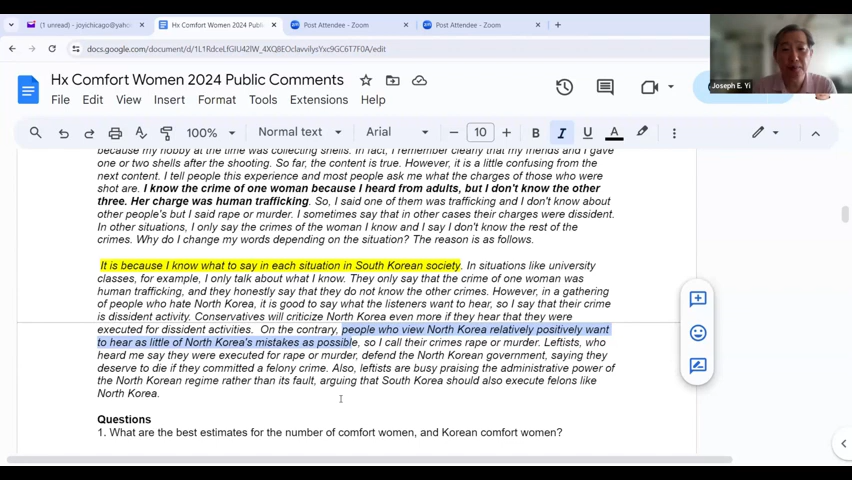 (1 unread) - joyichicago@yaho
Hx Comfort Women 2024 Publi
Post Attendee - Zoom
Post Attendee - Zoom
docs.google.com/document/d/1L1RdceLfGIU42lW_4XQ8EOclavvilysYxc9GC6T7F0A/edit
Joseph E. Yi
Hx Comfort Women 2024 Public Comments
File Edit View Insert Format Tools Extensions Help
100% Normal text Arial 10 B I U A
because my hobby at the time was collecting shells. In fact, I remember clearly that my friends and I gave
one or two shells after the shooting. So far, the content is true. However, it is a little confusing from the
next content. I tell people this experience and most people ask me what the charges of those who were
shot are. I know the crime of one woman because I heard from adults, but I don't know the other
three. Her charge was human trafficking. So, I said one of them was trafficking and I don't know about
other people's but I said rape or murder. I sometimes say that in other cases their charges were dissident.
In other situations, I only say the crimes of the woman I know and I say I don't know the rest of the
crimes. Why do I change my words depending on the situation? The reason is as follows.
It is because I know what to say in each situation in South Korean society. In situations like university
classes, for example, I only talk about what I know. They only say that the crime of one woman was
human trafficking, and they honestly say that they do not know the other crimes. However, in a gathering
of people who hate North Korea, it is good to say what the listeners want to hear, so I say that their crime
is dissident activity. Conservatives will criticize North Korea even more if they hear that they were
executed for dissident activities. On the contrary, people who view North Korea relatively positively want
to hear as little of North Korea's mistakes as possible, so I call their crimes rape or murder. Leftists, who
heard me say they were executed for rape or murder, defend the North Korean government, saying they
deserve to die if they committed a felony crime. Also, leftists are busy praising the administrative power of
the North Korean regime rather than its fault, arguing that South Korea should also execute felons like
North Korea.
Questions
1. What are the best estimates for the number of comfort women, and Korean comfort women?